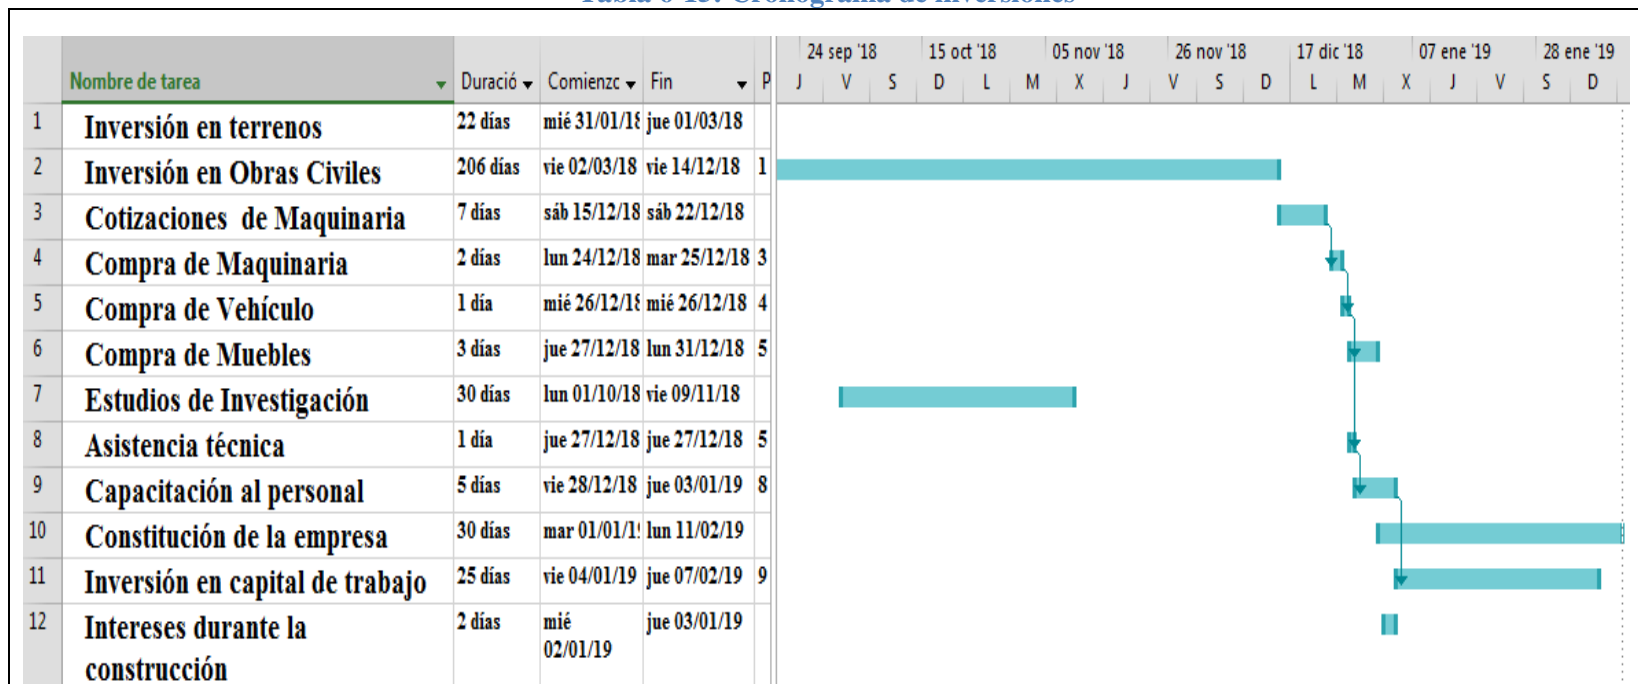 Tabla 6-15: Cronograma de inversiones
24 sep '18 15 oct '18 05 nov '18 26 nov '18 17 dic '18 07 ene '19 28 ene '19
Nombre de tarea Duració Comienzo Fin P J V S D L M X J V S D L M X J V S D
1 Inversión en terrenos 22 días mié 31/01/18 jue 01/03/18
2 Inversión en Obras Civiles 206 días vie 02/03/18 vie 14/12/18 1
3 Cotizaciones de Maquinaria 7 días sáb 15/12/18 sáb 22/12/18
4 Compra de Maquinaria 2 días lun 24/12/18 mar 25/12/18 3
5 Compra de Vehículo 1 día mié 26/12/18 mié 26/12/18 4
6 Compra de Muebles 3 días jue 27/12/18 lun 31/12/18 5
7 Estudios de Investigación 30 días lun 01/10/18 vie 09/11/18
8 Asistencia técnica 1 día jue 27/12/18 jue 27/12/18 5
9 Capacitación al personal 5 días vie 28/12/18 jue 03/01/19 8
10 Constitución de la empresa 30 días mar 01/01/1 lun 11/02/19
11 Inversión en capital de trabajo 25 días vie 04/01/19 jue 07/02/19 9
12 Intereses durante la 2 días mié jue 03/01/19
construcción 02/01/19